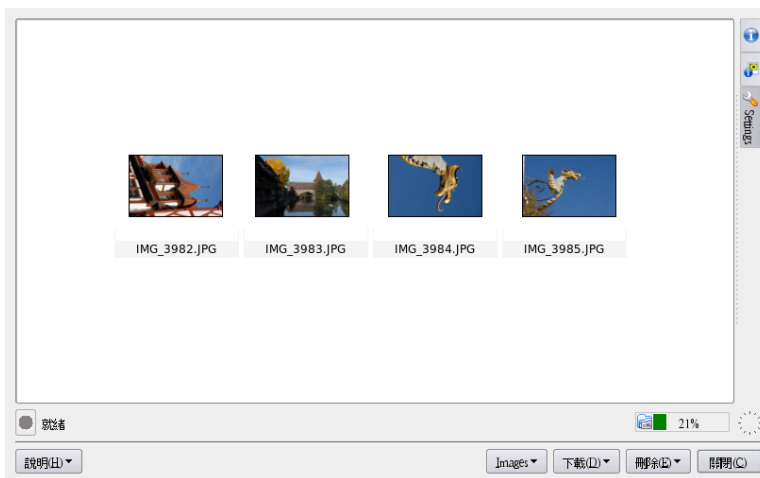 Settings
IMG_3982.JPG IMG_3983.JPG IMG_3984.JPG IMG_3985.JPG
就緒
21%
說明(H) Images 下載(D) 刪除(E) 關閉(C)